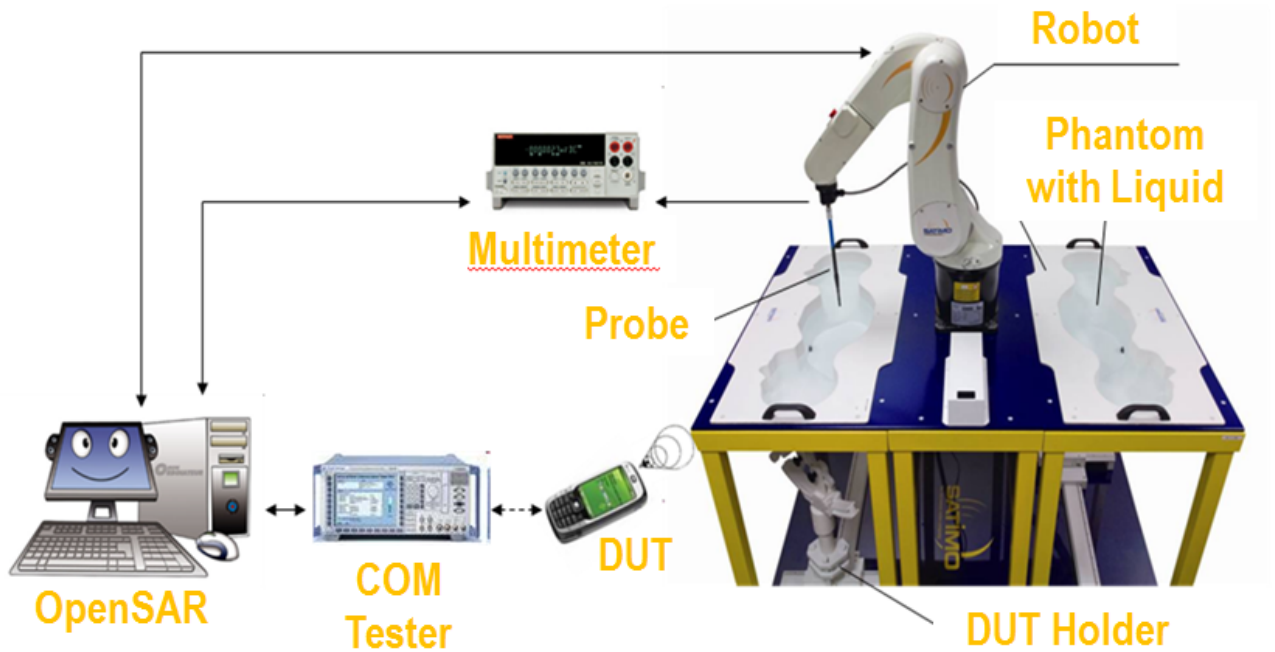 Robot
Phantom
with Liquid
Multimeter
Probe
SATIMO
OpenSAR
COM
Tester
DUT
SATIMO
DUT Holder